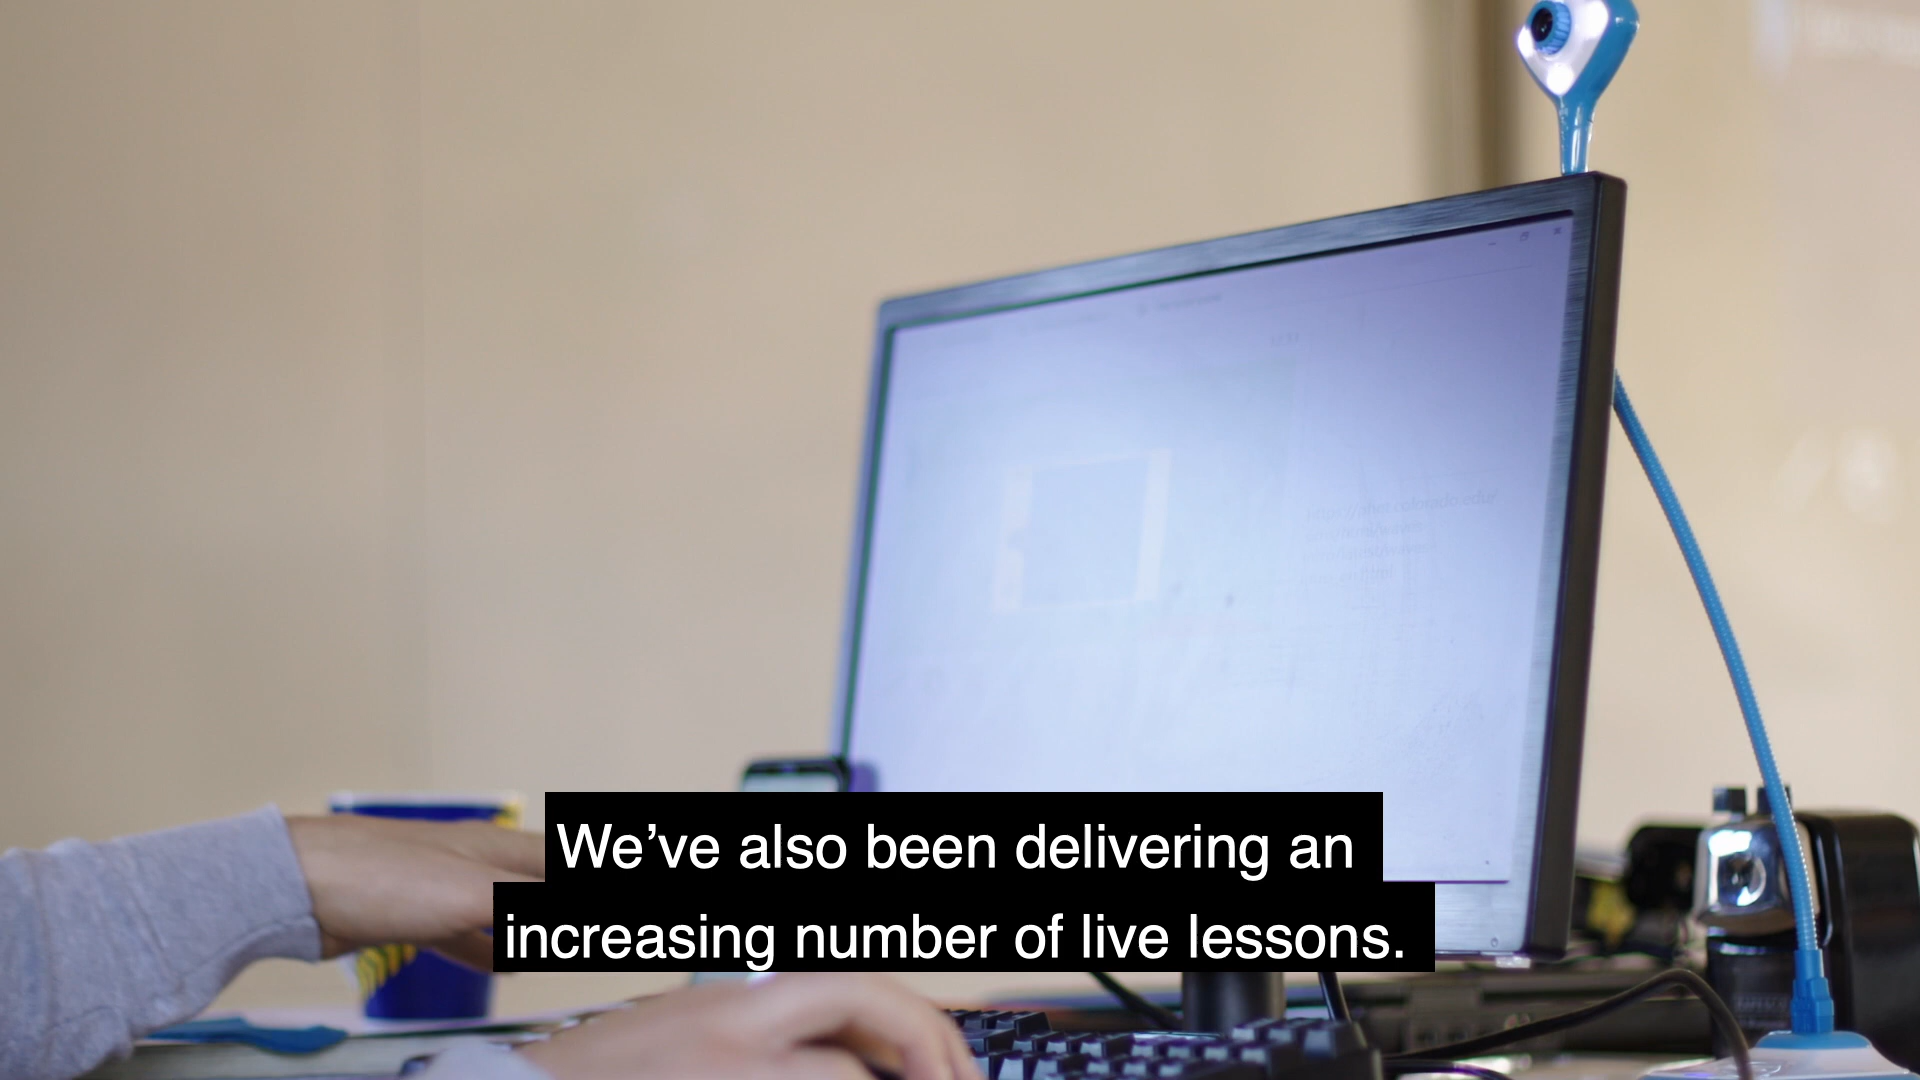 We’ve also been delivering an
increasing number of live lessons.